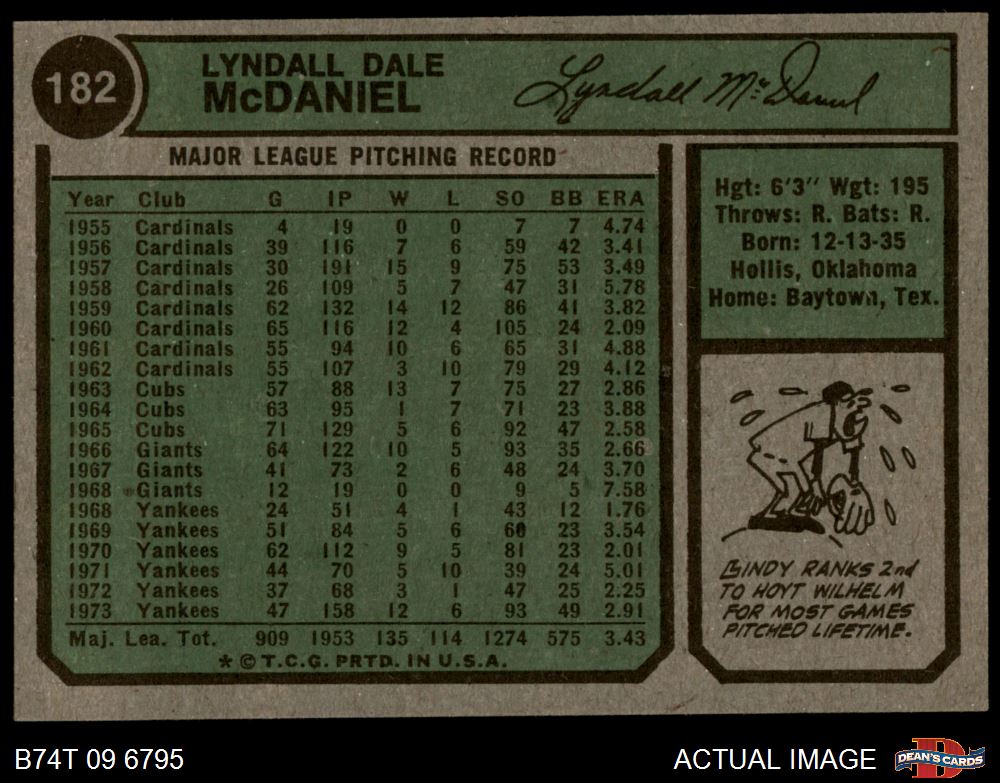 182
LYNDALL DALE
McDANIEL
Lyndall McDaniel
MAJOR LEAGUE PITCHING RECORD
Year Club G IP W L SO BB ERA
1955 Cardinals 4 19 0 0 7 7 4.74
1956 Cardinals 39 116 7 6 59 42 3.41
1957 Cardinals 30 191 15 9 75 53 3.49
1958 Cardinals 26 109 5 7 47 31 5.78
1959 Cardinals 62 132 14 12 86 41 3.82
1960 Cardinals 65 116 12 4 105 24 2.09
1961 Cardinals 55 94 10 6 65 31 4.88
1962 Cardinals 55 107 3 10 79 29 4.12
1963 Cubs 57 88 13 7 75 27 2.86
1964 Cubs 63 95 1 7 71 23 3.88
1965 Cubs 71 129 5 6 92 47 2.58
1966 Giants 64 122 10 5 93 35 2.66
1967 Giants 41 73 2 6 48 24 3.70
1968 Giants 12 19 0 0 9 5 7.58
1968 Yankees 24 51 4 1 43 12 1.76
1969 Yankees 51 84 5 6 60 23 3.54
1970 Yankees 62 112 9 5 81 23 2.01
1971 Yankees 44 70 5 10 39 24 5.01
1972 Yankees 37 68 3 1 47 25 2.25
1973 Yankees 47 158 12 6 93 49 2.91
Maj. Lea. Tot. 909 1953 135 114 1274 575 3.43
* © T.C.G. PRTD. IN U.S.A.
Hgt: 6'3" Wgt: 195
Throws: R. Bats: R.
Born: 12-13-35
Hollis, Oklahoma
Home: Baytown, Tex.
LINDY RANKS 2nd
TO HOYT WILHELM
FOR MOST GAMES
PITCHED LIFETIME.
B74T 09 6795
ACTUAL IMAGE
D
DEAN'S CARDS